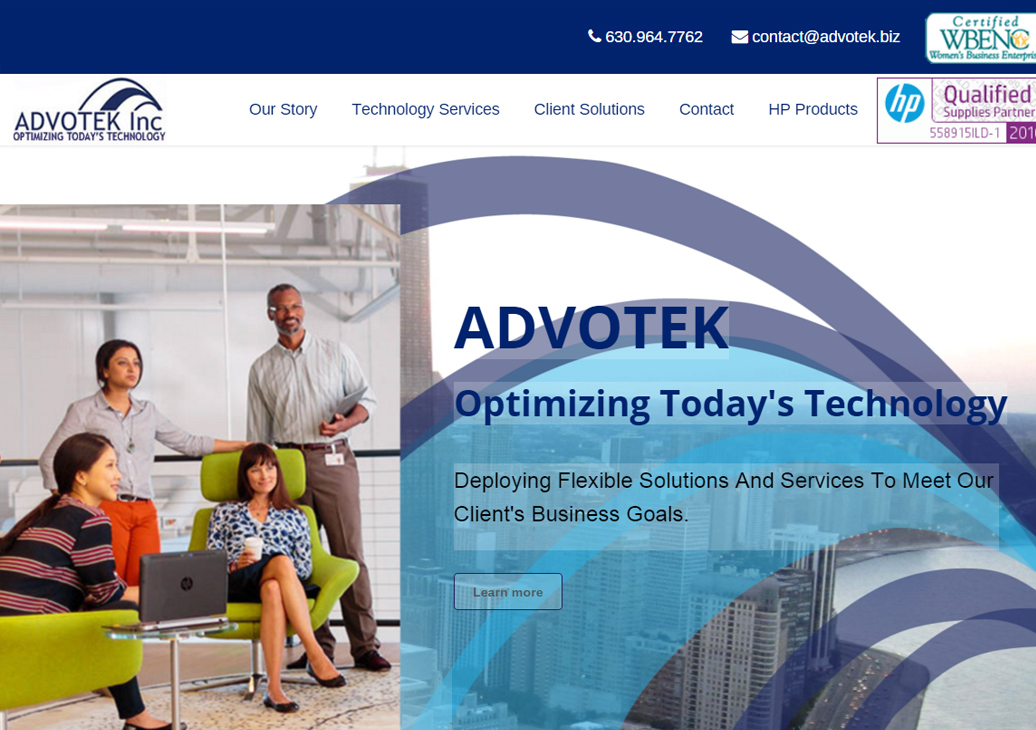 630.964.7762 contact@advotek.biz
Certified
WBENC
Women's Business Enterpris
ADVOTEK Inc
OPTIMIZING TODAY'S TECHNOLOGY
Our Story Technology Services Client Solutions Contact HP Products
hp Qualified
Supplies Partner
558915ILD-1 201
ADVOTEK
Optimizing Today's Technology
Deploying Flexible Solutions And Services To Meet Our
Client's Business Goals.
Learn more
hp